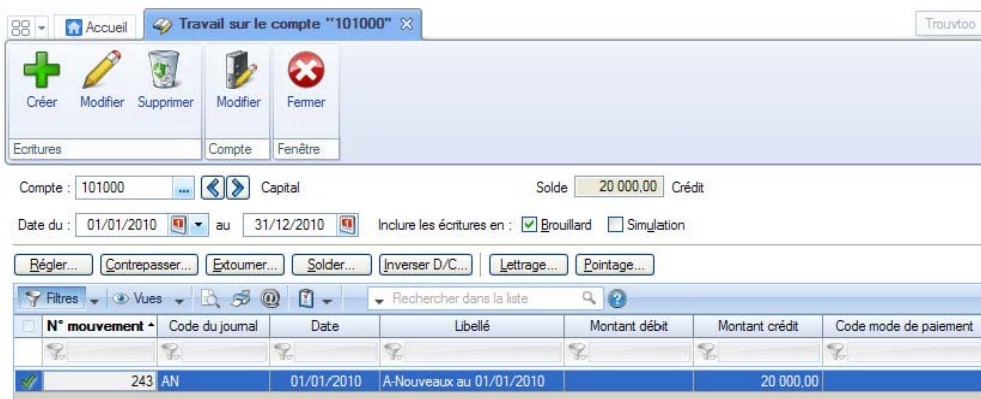 Accueil Travail sur le compte "101000" Trouvtoo
Créer Modifier Supprimer Modifier Fermer
Ecritures Compte Fenêtre
Compte : 101000 ... Capital Solde 20 000,00 Crédit
Date du : 01/01/2010 au 31/12/2010 Inclure les écritures en : Brouillard Simulation
Régler... Contrepasser... Extourner... Solder... Inverser D/C... Lettrage... Pointage...
Filtres Vues Rechercher dans la liste
N° mouvement Code du journal Date Libellé Montant débit Montant crédit Code mode de paiement
243 AN 01/01/2010 A-Nouveaux au 01/01/2010 20 000,00